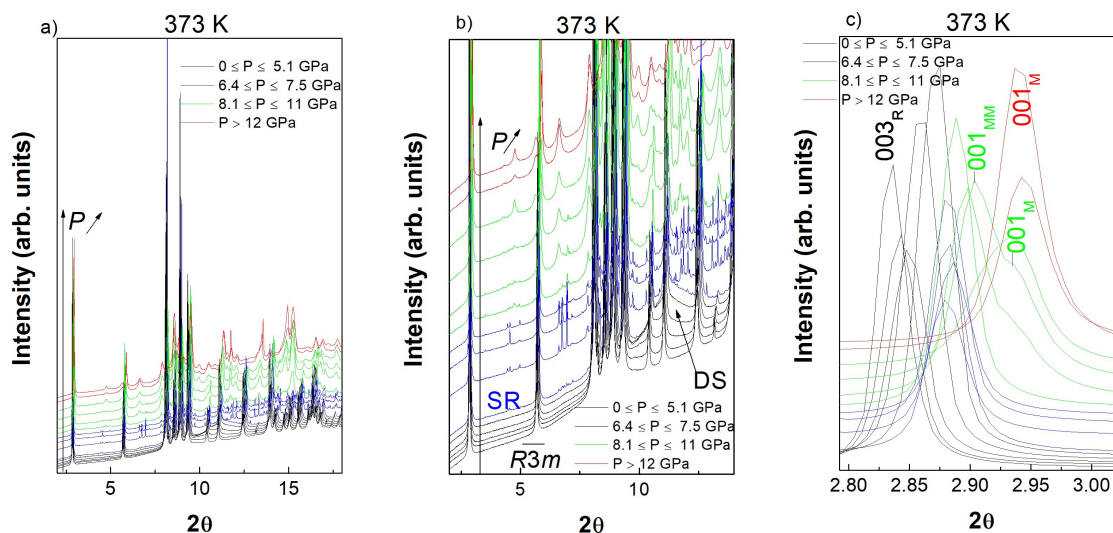 a)
373 K
0 ≤ P ≤ 5.1 GPa
6.4 ≤ P ≤ 7.5 GPa
8.1 ≤ P ≤ 11 GPa
P > 12 GPa
P
Intensity (arb. units)
5
10
15
2θ
b)
373 K
P
SR
DS
R3m
0 ≤ P ≤ 5.1 GPa
6.4 ≤ P ≤ 7.5 GPa
8.1 ≤ P ≤ 11 GPa
P > 12 GPa
Intensity (arb. units)
5
10
2θ
c)
373 K
0 ≤ P ≤ 5.1 GPa
6.4 ≤ P ≤ 7.5 GPa
8.1 ≤ P ≤ 11 GPa
P > 12 GPa
003R
001MM
001M
001M
Intensity (arb. units)
2.80
2.85
2.90
2.95
3.00
2θ